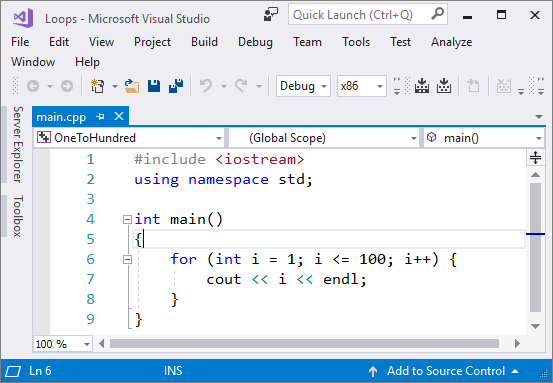 Loops - Microsoft Visual Studio
Quick Launch (Ctrl+Q)
File Edit View Project Build Debug Team Tools Test Analyze
Window Help
Debug x86
Server Explorer
Toolbox
main.cpp
OneToHundred (Global Scope) main()
1 #include <iostream>
2 using namespace std;
3
4 int main()
5 {
6 for (int i = 1; i <= 100; i++) {
7 cout << i << endl;
8 }
9 }
100 %
Ln 6 INS Add to Source Control